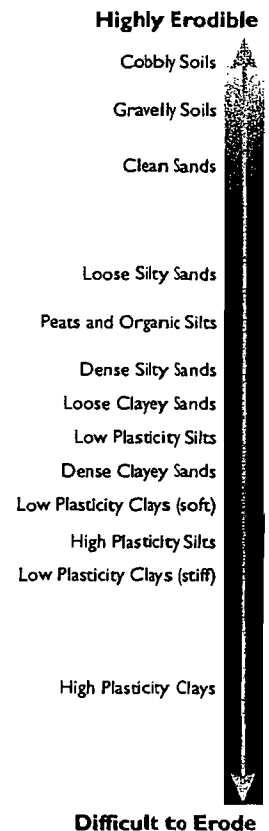 Highly Erodible
Cobbly Soils
Gravelly Soils
Clean Sands
Loose Silty Sands
Peats and Organic Silts
Dense Silty Sands
Loose Clayey Sands
Low Plasticity Silts
Dense Clayey Sands
Low Plasticity Clays (soft)
High Plasticity Silts
Low Plasticity Clays (stiff)
High Plasticity Clays
Difficult to Erode